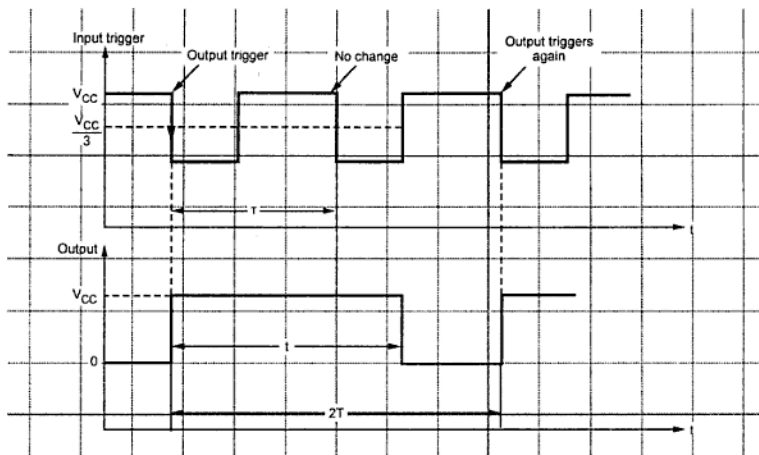 Input trigger
Output trigger
No change
Output triggers
again
VCC
VCC
3
T
t
Output
VCC
t
0
2T
t